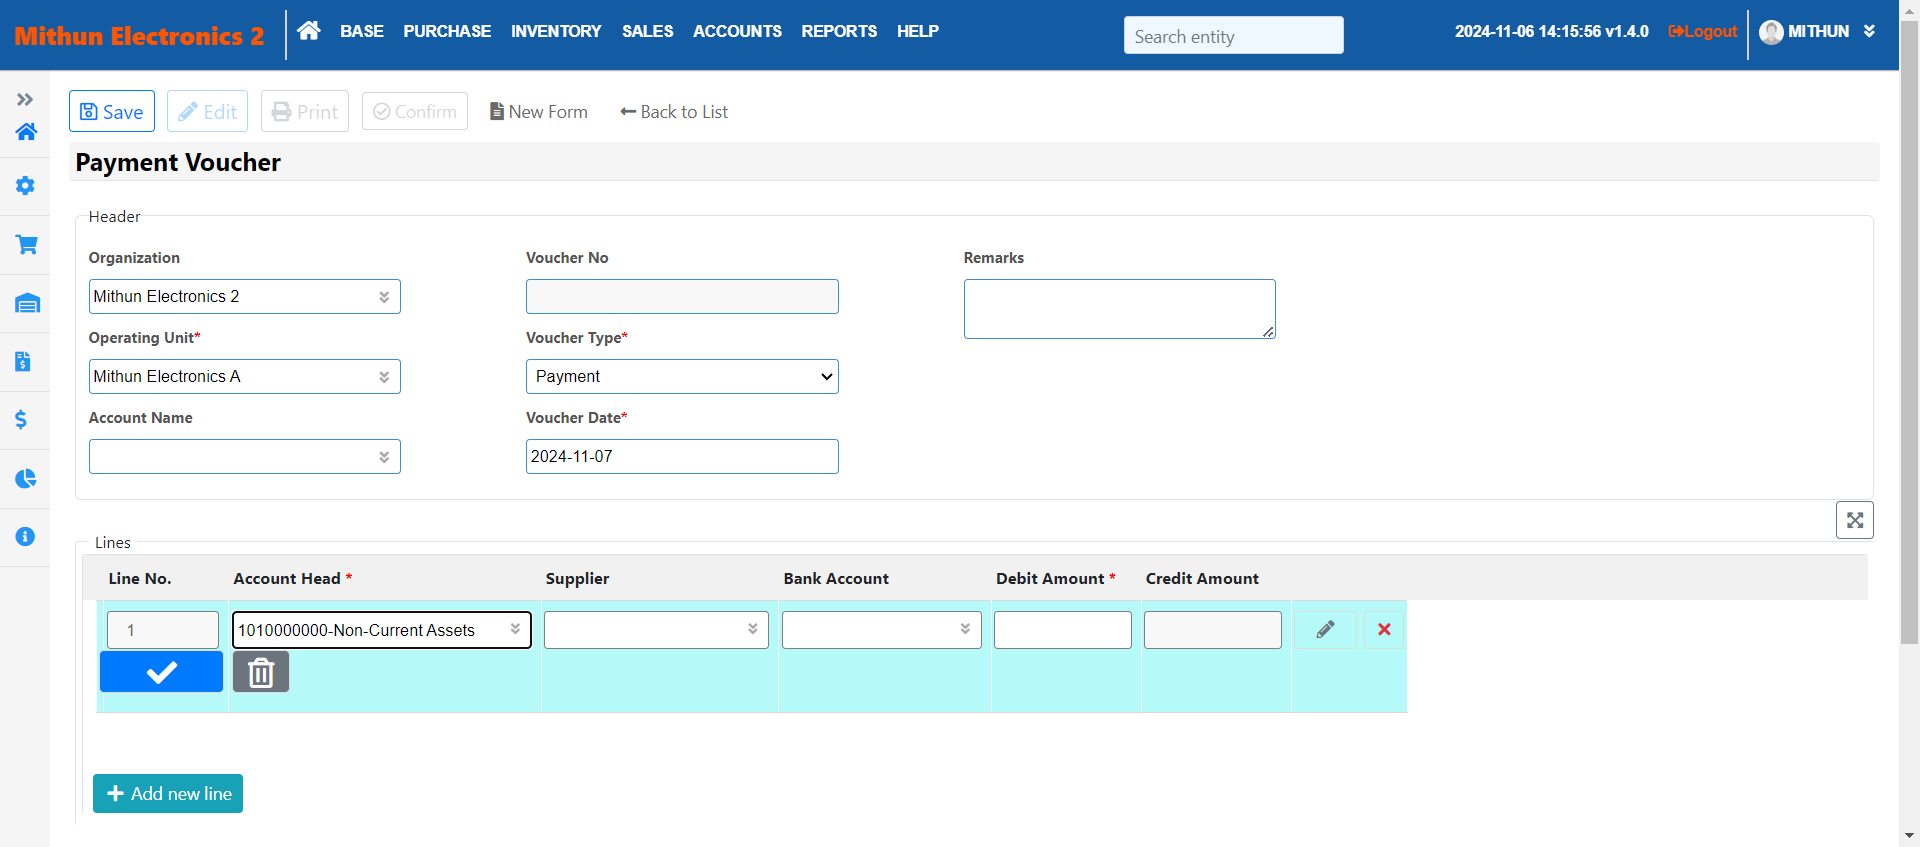 Mithun Electronics 2
BASE PURCHASE INVENTORY SALES ACCOUNTS REPORTS HELP
Search entity
2024-11-06 14:15:56 v1.4.0
Logout
MITHUN
Save
Edit
Print
Confirm
New Form
Back to List
Payment Voucher
Header
Organization
Mithun Electronics 2
Operating Unit*
Mithun Electronics A
Account Name
Voucher No
Voucher Type*
Payment
Voucher Date*
2024-11-07
Remarks
Lines
Line No. Account Head * Supplier Bank Account Debit Amount * Credit Amount
1 1010000000-Non-Current Assets
Add new line